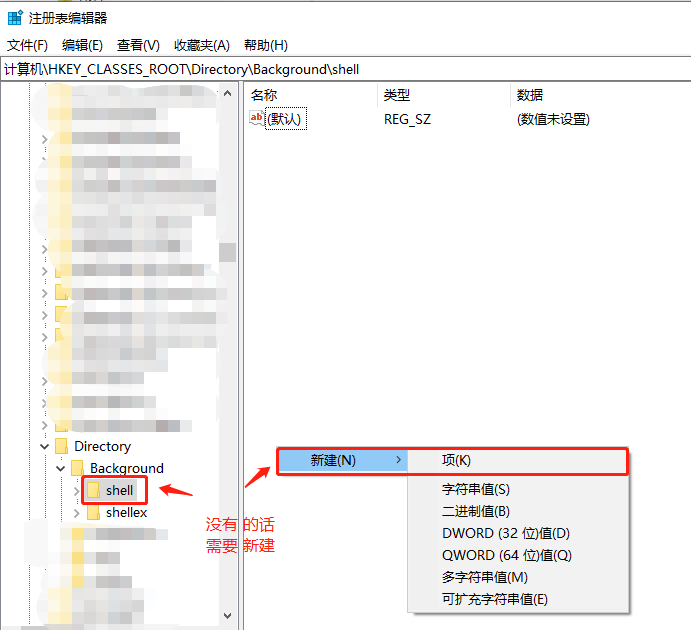 注册表编辑器
文件(F) 编辑(E) 查看(V) 收藏夹(A) 帮助(H)
计算机\HKEY_CLASSES_ROOT\Directory\Background\shell
名称 类型 数据
ab (默认) REG_SZ (数值未设置)
Directory
Background
shell
shellex
没有 的话
需要 新建
新建(N) 项(K)
字符串值(S)
二进制值(B)
DWORD (32 位)值(D)
QWORD (64 位)值(Q)
多字符串值(M)
可扩充字符串值(E)